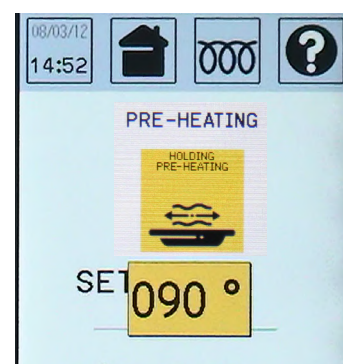 08/03/12
14:52
?
PRE-HEATING
HOLDING
PRE-HEATING
SET
090 °